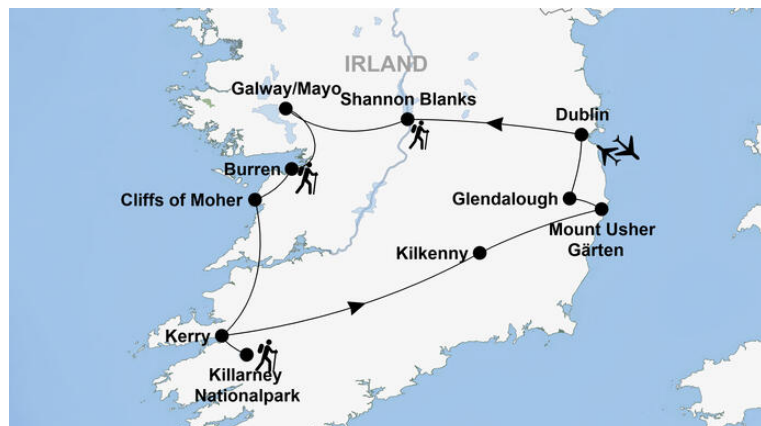 IRLAND
Galway/Mayo
Shannon Blanks
Dublin
Burren
Cliffs of Moher
Glendalough
Mount Usher
Gärten
Kilkenny
Kerry
Killarney
Nationalpark